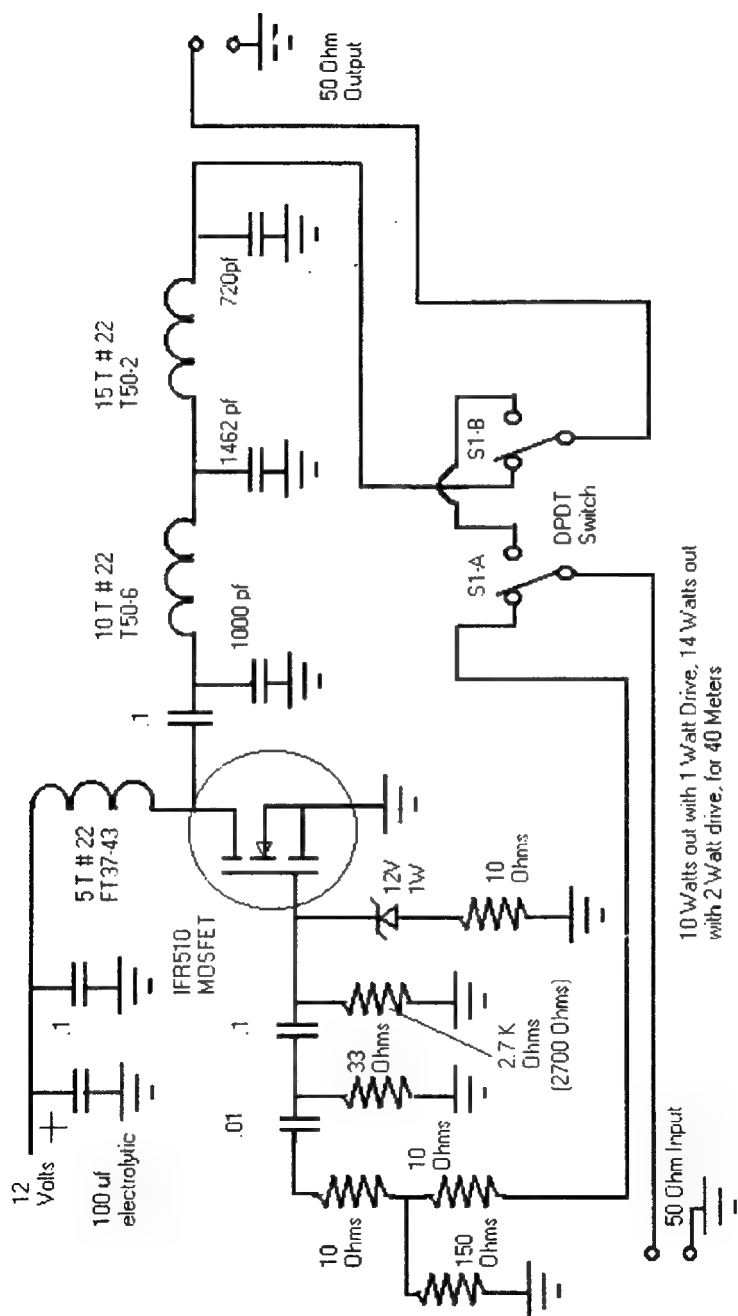 12
Volts
100 uf
electrolytic
.1
5 T # 22
FT37-43
.1
10 T # 22
T50-6
15 T # 22
T50-2
1000 pf
1462 pf
720pf
50 Ohm
Output
IFR510
MOSFET
.01
.1
12V
1W
10
Ohms
33
Ohms
2.7 K
Ohms
(2700 Ohms)
10
Ohms
10
Ohms
150
Ohms
S1-A
S1-B
DPDT
Switch
50 Ohm Input
10 Watts out with 1 Watt Drive, 14 Watts out
with 2 Watt drive, for 40 Meters